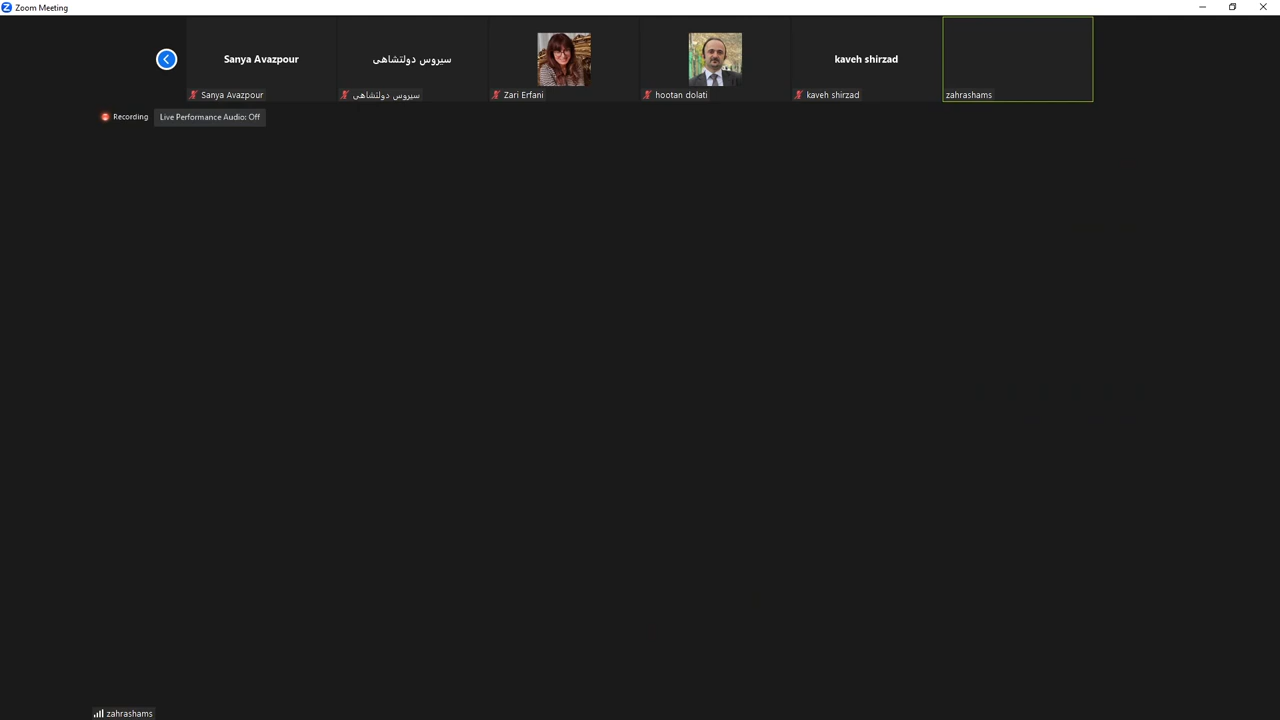 Zoom Meeting
Sanya Avazpour
سیروس دولتشاهی
kaveh shirzad
Sanya Avazpour
سیروس دولتشاهی
Zari Erfani
hootan dolati
kaveh shirzad
zahrashams
Recording
Live Performance Audio: Off
zahrashams